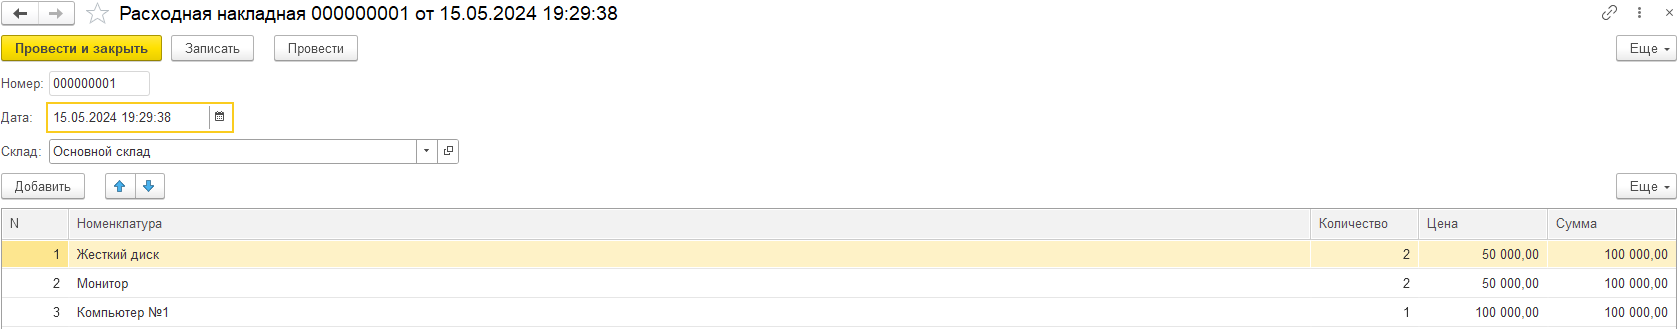 Расходная накладная 000000001 от 15.05.2024 19:29:38
Провести и закрыть Записать Провести Еще
Номер: 000000001
Дата: 15.05.2024 19:29:38
Склад: Основной склад
Добавить Еще
N Номенклатура Количество Цена Сумма
1 Жесткий диск 2 50 000,00 100 000,00
2 Монитор 2 50 000,00 100 000,00
3 Компьютер №1 1 100 000,00 100 000,00